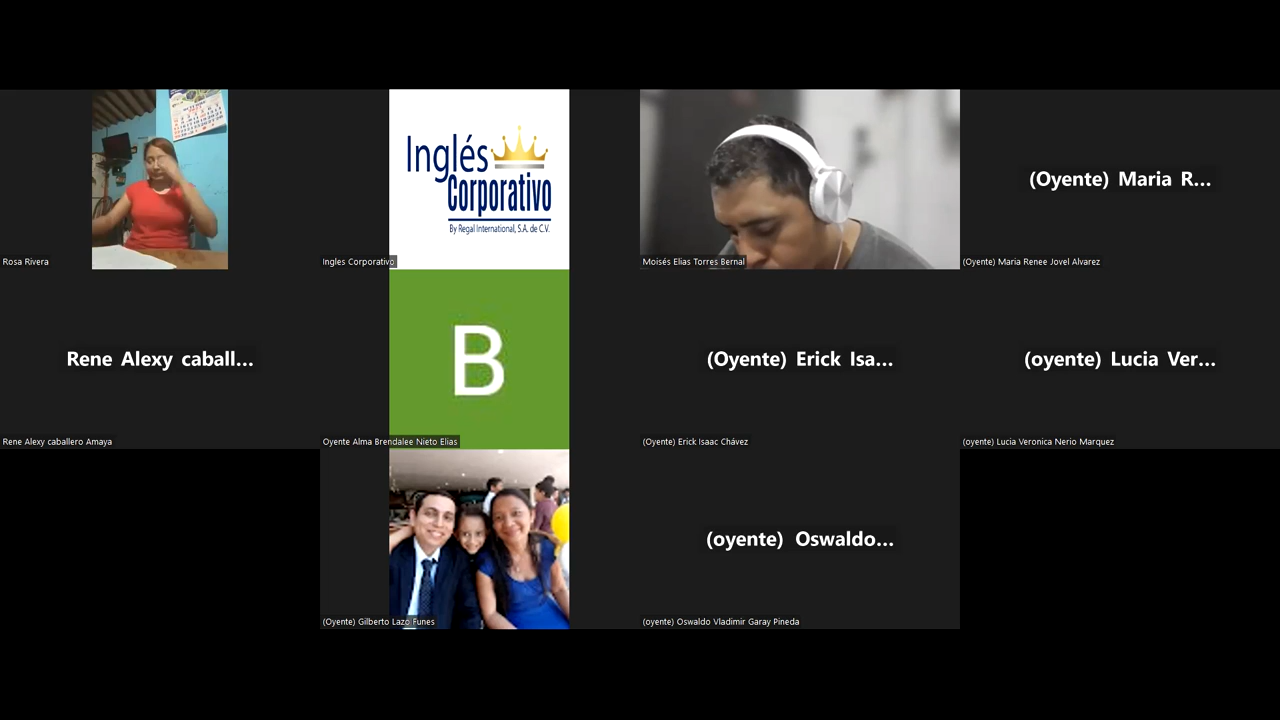 Inglés
Corporativo
By Regal International, S.A. de C.V.
(Oyente) Maria R...
Rosa Rivera
Ingles Corporativo
Moisés Elias Torres Bernal
(Oyente) Maria Renee Jovel Alvarez
Rene Alexy caball...
B
(Oyente) Erick Isa...
(oyente) Lucia Ver...
Rene Alexy caballero Amaya
Oyente Alma Brendalee Nieto Elias
(Oyente) Erick Isaac Chávez
(oyente) Lucia Veronica Nerio Marquez
(oyente) Oswaldo...
(Oyente) Gilberto Lazo Funes
(oyente) Oswaldo Vladimir Garay Pineda